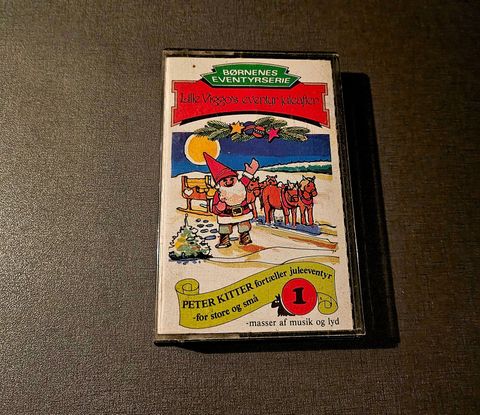 BØRNENES
EVENTYRSERIE
Lille Viggo's eventyr juleaften
PETER KITTER fortæller juleeventyr
-for store og små
1
-masser af musik og lyd